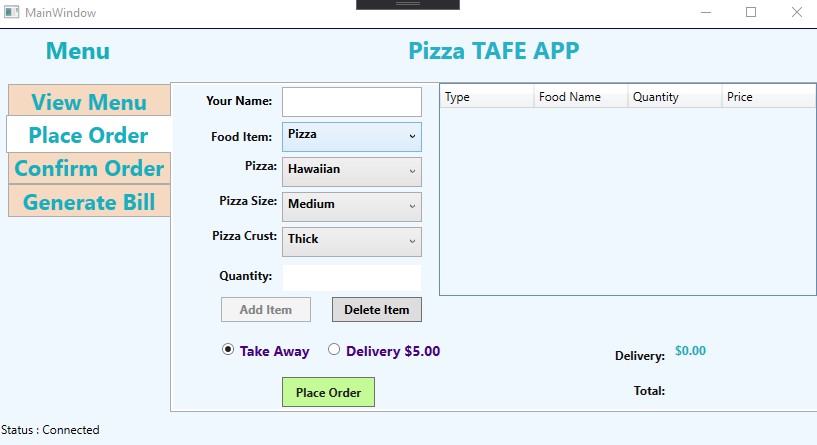 MainWindow
Menu
Pizza TAFE APP
View Menu
Place Order
Confirm Order
Generate Bill
Your Name:
Food Item: Pizza
Pizza: Hawaiian
Pizza Size: Medium
Pizza Crust: Thick
Quantity:
Add Item Delete Item
Take Away Delivery $5.00
Place Order
Type Food Name Quantity Price
Delivery: $0.00
Total:
Status : Connected